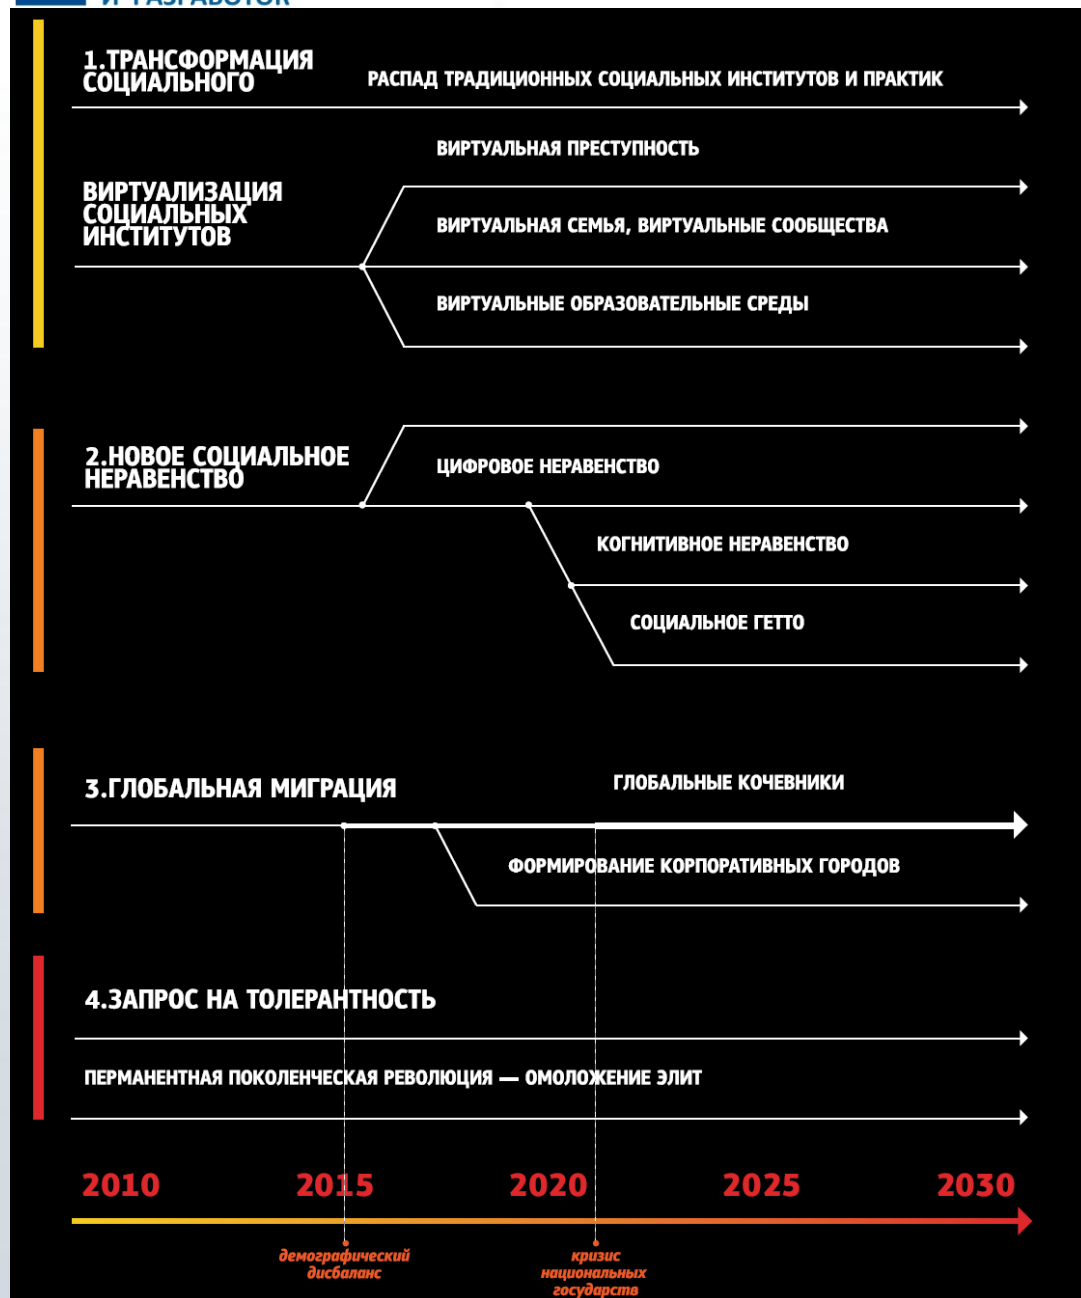 И РАЗРАБОТОК
1.ТРАНСФОРМАЦИЯ
СОЦИАЛЬНОГО
РАСПАД ТРАДИЦИОННЫХ СОЦИАЛЬНЫХ ИНСТИТУТОВ И ПРАКТИК
ВИРТУАЛЬНАЯ ПРЕСТУПНОСТЬ
ВИРТУАЛИЗАЦИЯ
СОЦИАЛЬНЫХ
ИНСТИТУТОВ
ВИРТУАЛЬНАЯ СЕМЬЯ, ВИРТУАЛЬНЫЕ СООБЩЕСТВА
ВИРТУАЛЬНЫЕ ОБРАЗОВАТЕЛЬНЫЕ СРЕДЫ
2.НОВОЕ СОЦИАЛЬНОЕ
НЕРАВЕНСТВО
ЦИФРОВОЕ НЕРАВЕНСТВО
КОГНИТИВНОЕ НЕРАВЕНСТВО
СОЦИАЛЬНОЕ ГЕТТО
3.ГЛОБАЛЬНАЯ МИГРАЦИЯ
ГЛОБАЛЬНЫЕ КОЧЕВНИКИ
ФОРМИРОВАНИЕ КОРПОРАТИВНЫХ ГОРОДОВ
4.ЗАПРОС НА ТОЛЕРАНТНОСТЬ
ПЕРМАНЕНТНАЯ ПОКОЛЕНЧЕСКАЯ РЕВОЛЮЦИЯ — ОМОЛОЖЕНИЕ ЭЛИТ
2010 2015 2020 2025 2030
демографический
дисбаланс
кризис
национальных
государств